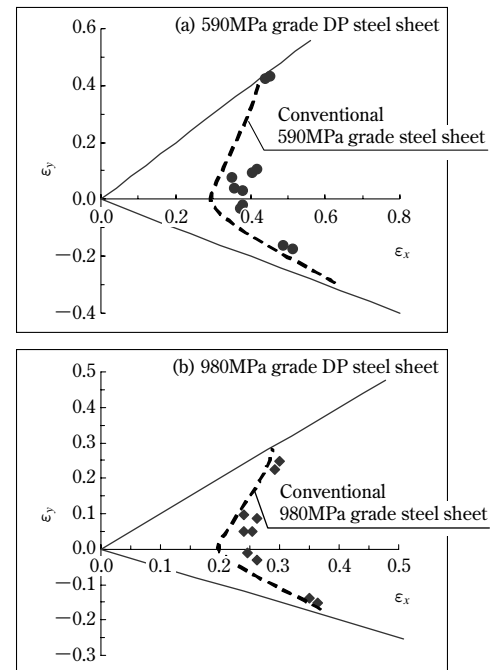 (a) 590MPa grade DP steel sheet
0.6
0.4
Conventional
590MPa grade steel sheet
0.2
εy
0.0
0.0 0.2 0.4 0.6 0.8
εx
−0.2
−0.4
(b) 980MPa grade DP steel sheet
0.5
0.4
0.3
0.2
Conventional
980MPa grade steel sheet
0.1
εy
0.0
0.0 0.1 0.2 0.3 0.4 0.5
εx
−0.1
−0.2
−0.3